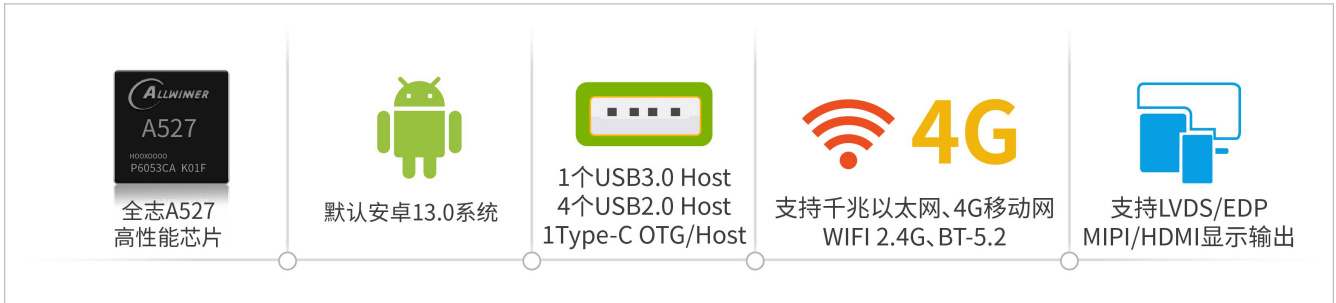 ALLWINNER
A527
H00X0000
P6053CA K01F
全志A527
高性能芯片
默认安卓13.0系统
1个USB3.0 Host
4个USB2.0 Host
1Type-C OTG/Host
4G
支持千兆以太网、4G移动网
WIFI 2.4G、BT-5.2
支持LVDS/EDP
MIPI/HDMI显示输出